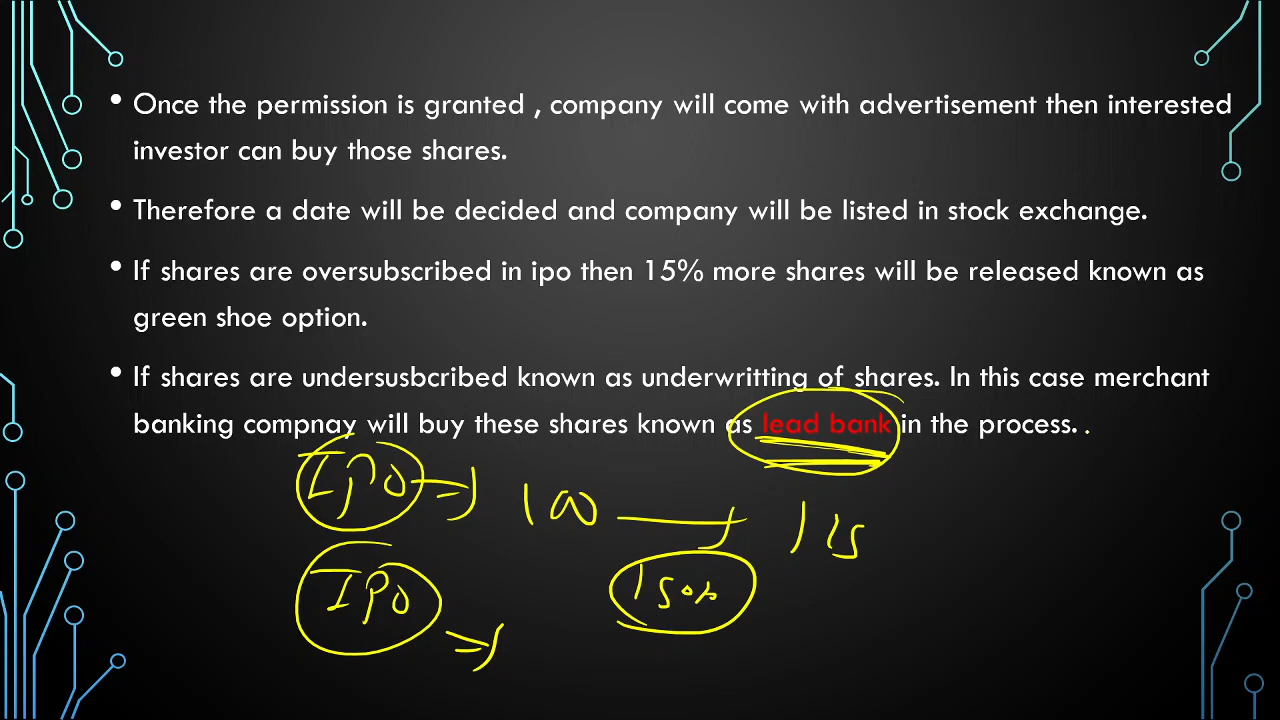 • Once the permission is granted , company will come with advertisement then interested
investor can buy those shares.
• Therefore a date will be decided and company will be listed in stock exchange.
• If shares are oversubscribed in ipo then 15% more shares will be released known as
green shoe option.
• If shares are undersusbcribed known as underwritting of shares. In this case merchant
banking compnay will buy these shares known as lead bank in the process. .
IPO ⇒ 100 → 115
IPO ⇒